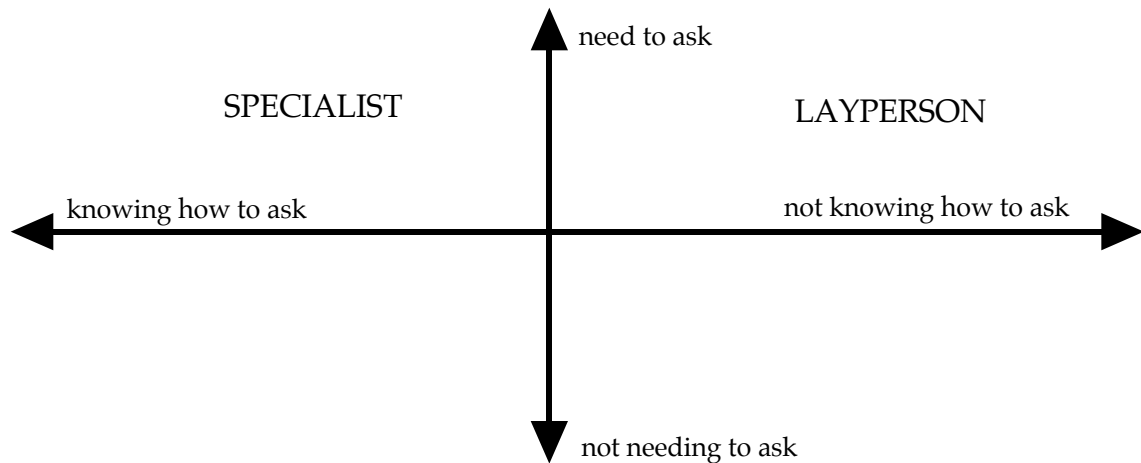 need to ask
SPECIALIST
LAYPERSON
knowing how to ask
not knowing how to ask
not needing to ask